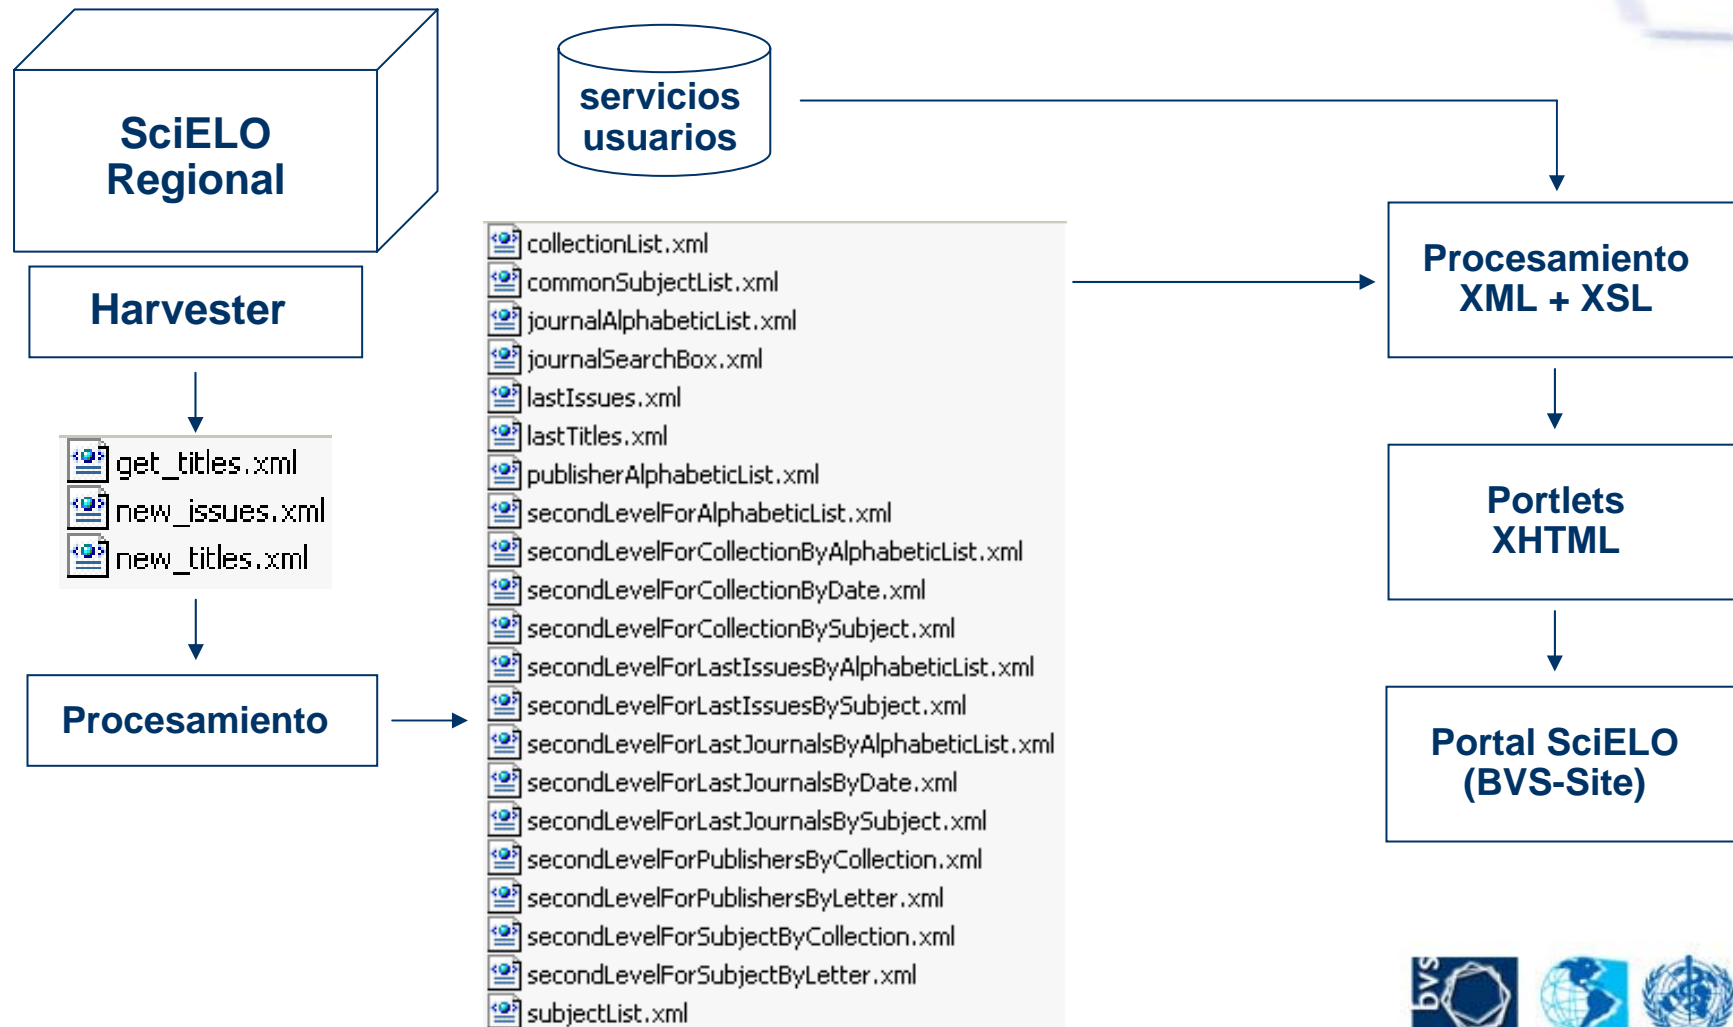 SciELO
Regional
Harvester
get_titles.xml
new_issues.xml
new_titles.xml
Procesamiento
servicios
usuarios
collectionList.xml
commonSubjectList.xml
journalAlphabeticList.xml
journalSearchBox.xml
lastIssues.xml
lastTitles.xml
publisherAlphabeticList.xml
secondLevelForAlphabeticList.xml
secondLevelForCollectionByAlphabeticList.xml
secondLevelForCollectionByDate.xml
secondLevelForCollectionBySubject.xml
secondLevelForLastIssuesByAlphabeticList.xml
secondLevelForLastIssuesBySubject.xml
secondLevelForLastJournalsByAlphabeticList.xml
secondLevelForLastJournalsByDate.xml
secondLevelForLastJournalsBySubject.xml
secondLevelForPublishersByCollection.xml
secondLevelForPublishersByLetter.xml
secondLevelForSubjectByCollection.xml
secondLevelForSubjectByLetter.xml
subjectList.xml
Procesamiento
XML + XSL
Portlets
XHTML
Portal SciELO
(BVS-Site)
bvs